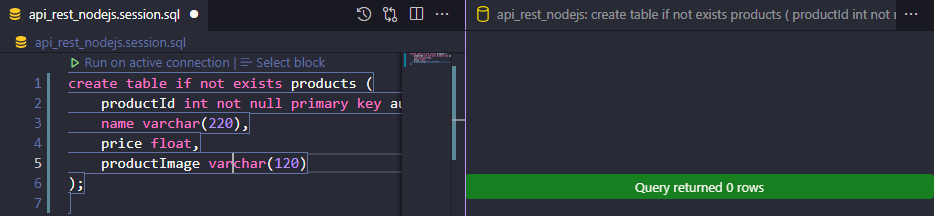 api_rest_nodejs.session.sql
api_rest_nodejs: create table if not exists products ( productId int not n
api_rest_nodejs.session.sql
Run on active connection | Select block
1 create table if not exists products (
2 productId int not null primary key au
3 name varchar(220),
4 price float,
5 productImage varchar(120)
6 );
7
Query returned 0 rows